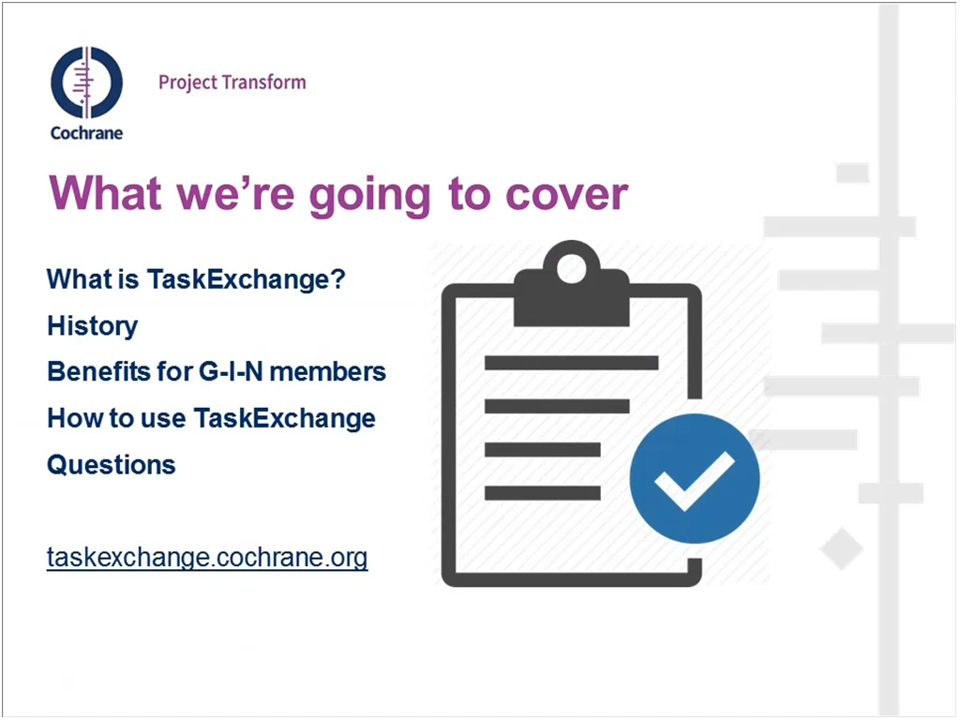 Project Transform
Cochrane
What we’re going to cover
What is TaskExchange?
History
Benefits for G-I-N members
How to use TaskExchange
Questions
taskexchange.cochrane.org